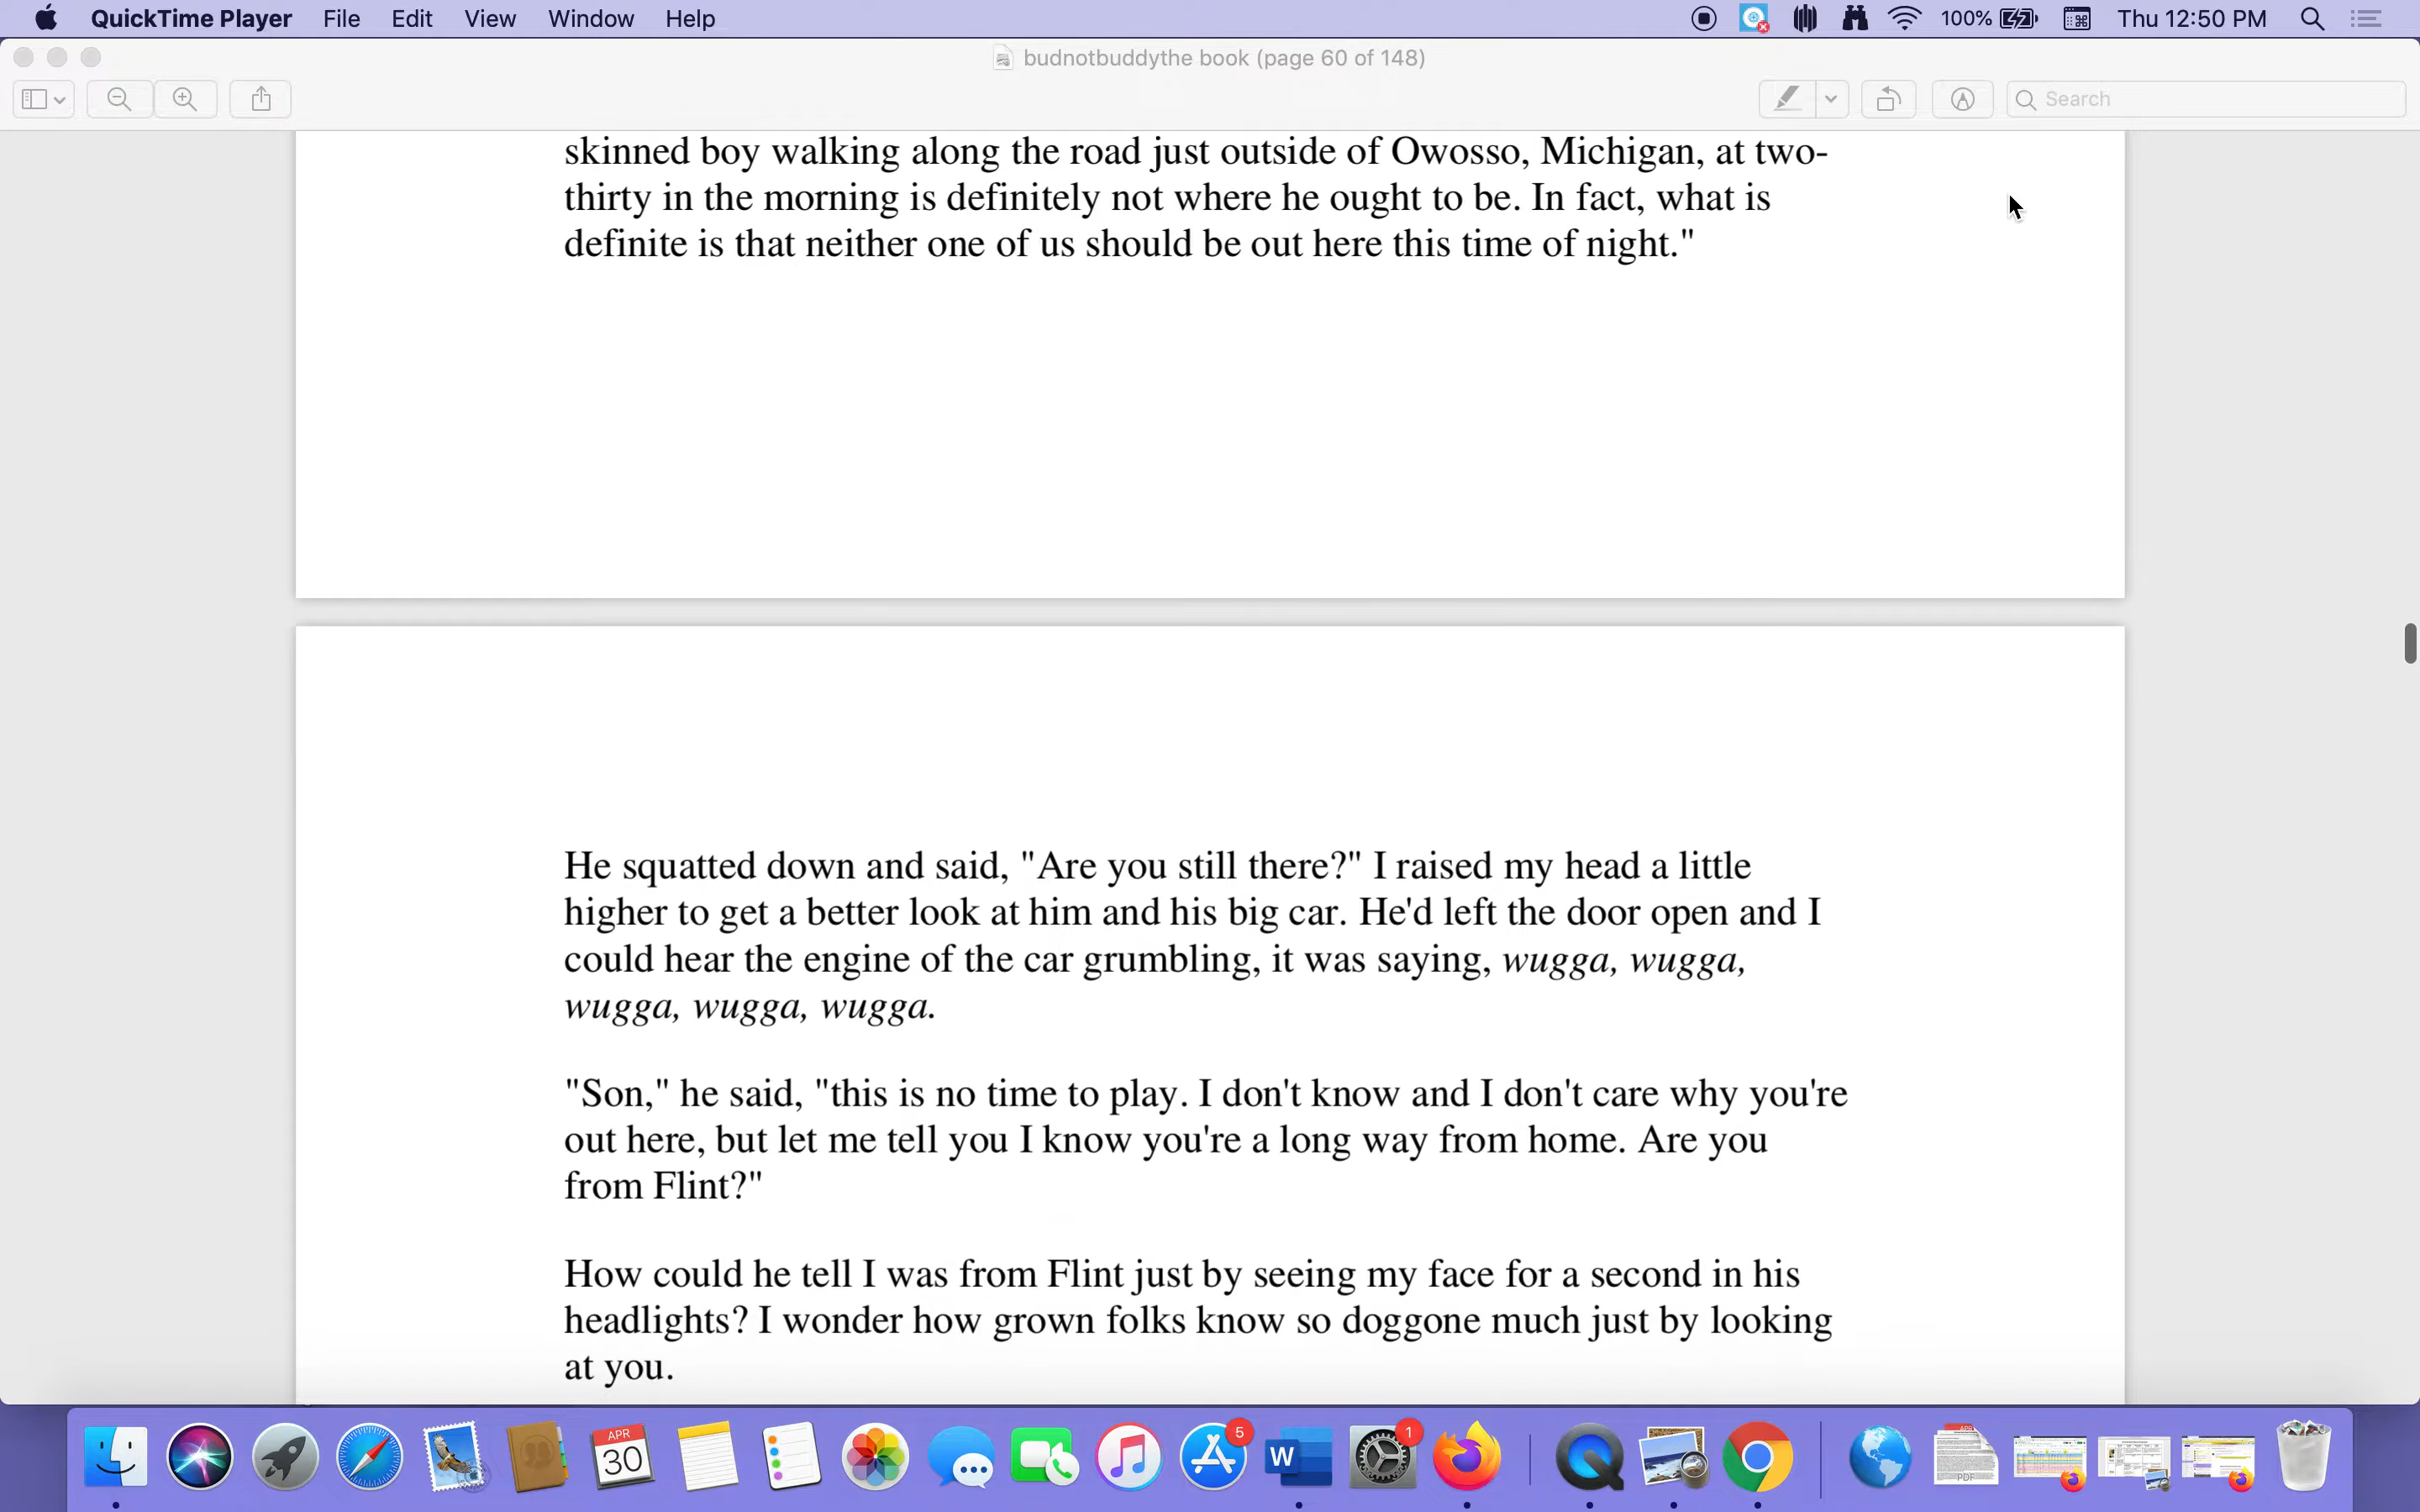 QuickTime Player File Edit View Window Help 100% Thu 12:50 PM
budnotbuddythe book (page 60 of 148)
Search
skinned boy walking along the road just outside of Owosso, Michigan, at two-
thirty in the morning is definitely not where he ought to be. In fact, what is
definite is that neither one of us should be out here this time of night."
He squatted down and said, "Are you still there?" I raised my head a little
higher to get a better look at him and his big car. He'd left the door open and I
could hear the engine of the car grumbling, it was saying, wugga, wugga,
wugga, wugga, wugga.
"Son," he said, "this is no time to play. I don't know and I don't care why you're
out here, but let me tell you I know you're a long way from home. Are you
from Flint?"
How could he tell I was from Flint just by seeing my face for a second in his
headlights? I wonder how grown folks know so doggone much just by looking
at you.
APR
30
5
W
1
PDF